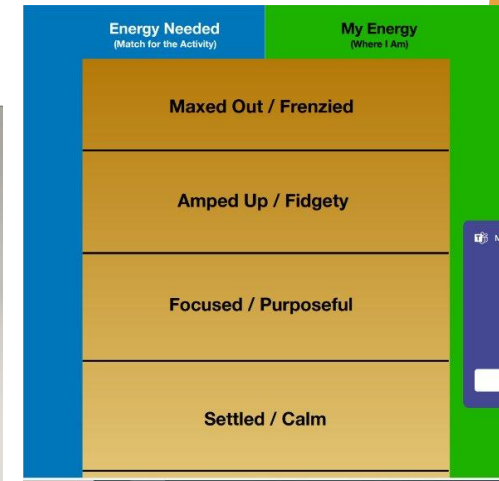 Energy Needed
(Match for the Activity)
My Energy
(Where I Am)
Maxed Out / Frenzied
Amped Up / Fidgety
Focused / Purposeful
Settled / Calm